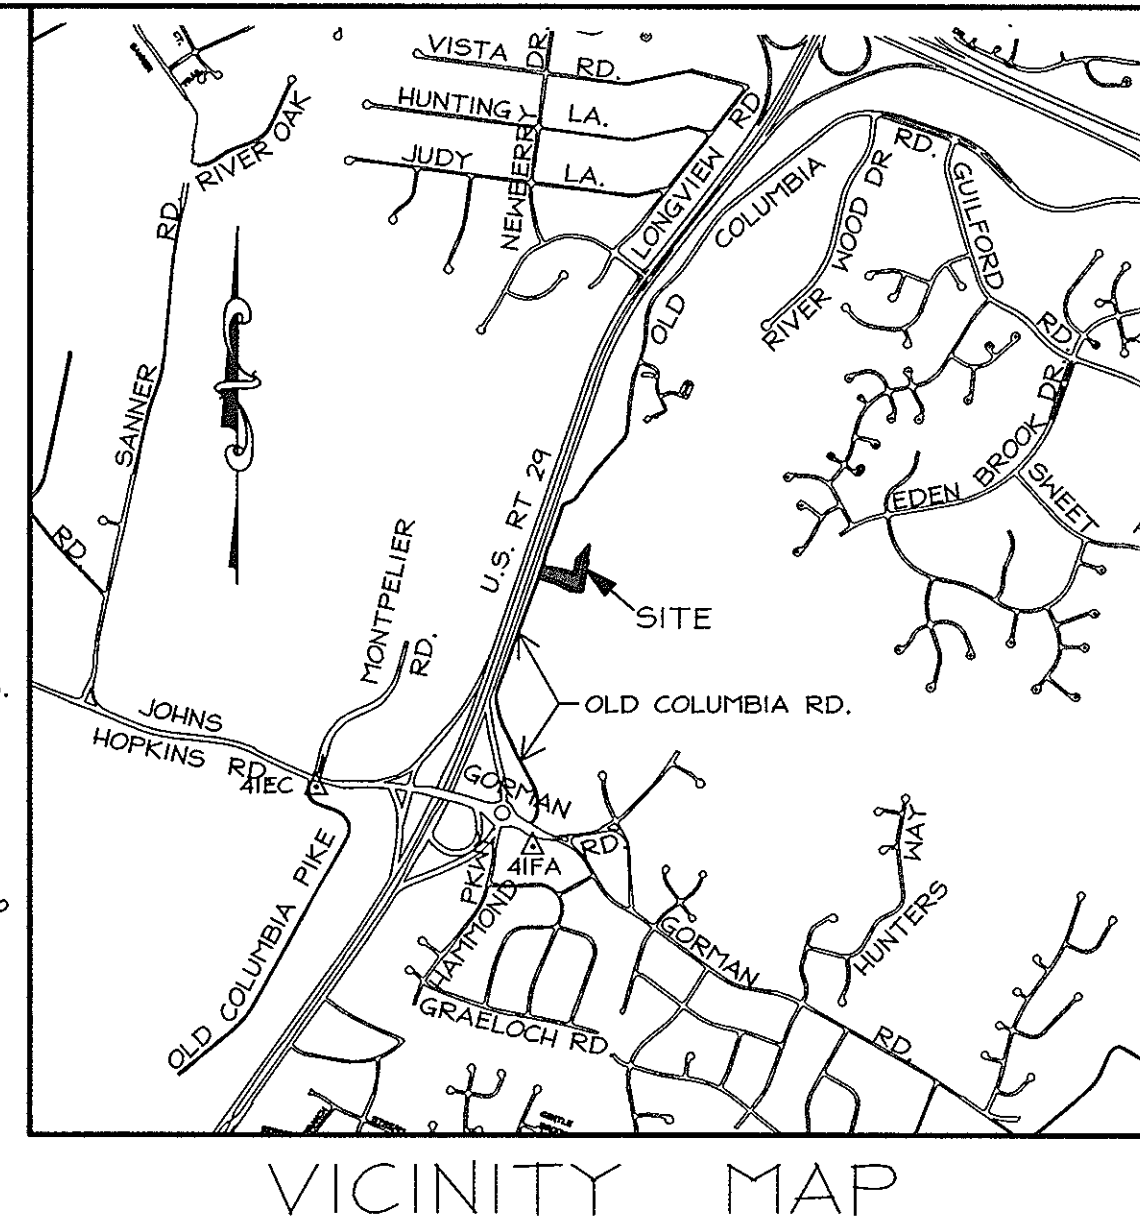 VISTA RD.
HUNTING LA.
JUDY LA.
NEWBERRY DR.
LONGVIEW RD
RIVER OAK
SANNER RD.
RD.
OLD COLUMBIA RD.
RIVER WOOD DR
GUILFORD RD.
EDEN BROOK DR.
SWEET
U.S. RT 29
MONTPELIER RD.
SITE
OLD COLUMBIA RD.
JOHNS
HOPKINS RD.
41EC
GORMAN
RD.
41FA
HAMMOND PKWY
OLD COLUMBIA PIKE
GORMAN RD.
HUNTERS WAY
GRAELOCH RD
VICINITY MAP